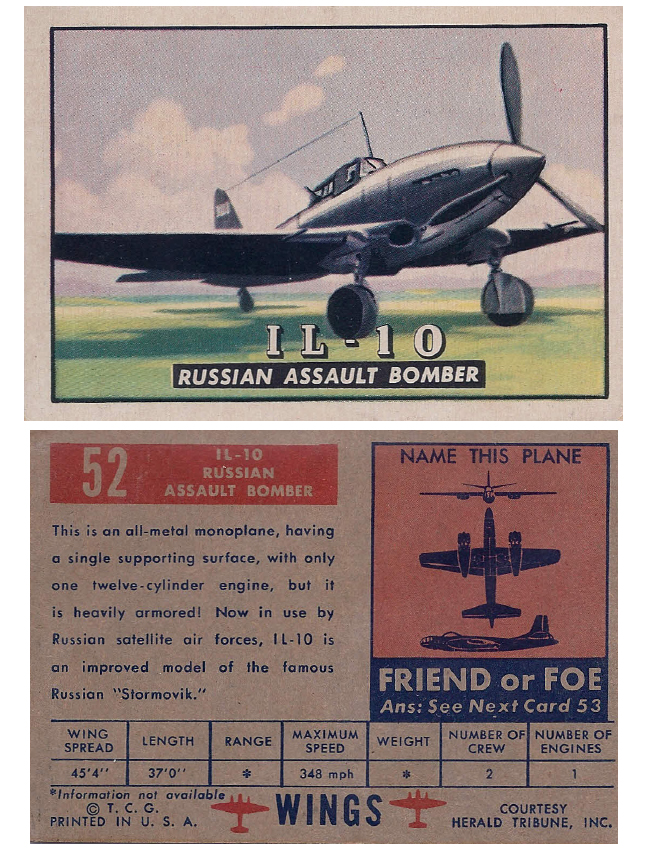 IL-10
RUSSIAN ASSAULT BOMBER
52
IL-10
RUSSIAN
ASSAULT BOMBER
This is an all-metal monoplane, having
a single supporting surface, with only
one twelve-cylinder engine, but it
is heavily armored! Now in use by
Russian satellite air forces, IL-10 is
an improved model of the famous
Russian "Stormovik."
NAME THIS PLANE
FRIEND or FOE
Ans: See Next Card 53
WING SPREAD LENGTH RANGE MAXIMUM SPEED WEIGHT NUMBER OF CREW NUMBER OF ENGINES
45'4" 37'0" * 348 mph * 2 1
*Information not available
© T. C. G.
PRINTED IN U. S. A.
WINGS
COURTESY
HERALD TRIBUNE, INC.